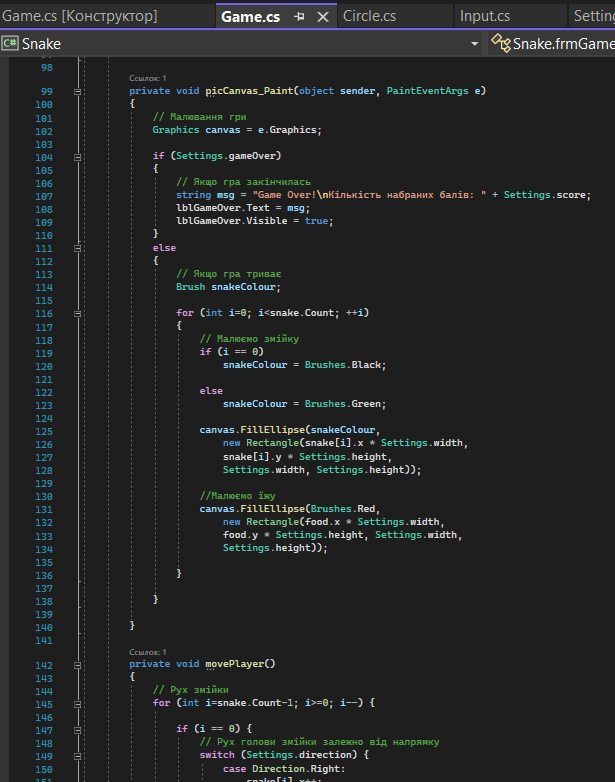 Game.cs [Конструктор]
Game.cs
Circle.cs
Input.cs
Setting
C# Snake
Snake.frmGame
98
Ссылок: 1
99 private void picCanvas_Paint(object sender, PaintEventArgs e)
100 {
101 // Малювання гри
102 Graphics canvas = e.Graphics;
103
104 if (Settings.gameOver)
105 {
106 // Якщо гра закінчилась
107 string msg = "Game Over!\nКількість набраних балів: " + Settings.score;
108 lblGameOver.Text = msg;
109 lblGameOver.Visible = true;
110 }
111 else
112 {
113 // Якщо гра триває
114 Brush snakeColour;
115
116 for (int i=0; i<snake.Count; ++i)
117 {
118 // Малюємо змійку
119 if (i == 0)
120 snakeColour = Brushes.Black;
121
122 else
123 snakeColour = Brushes.Green;
124
125 canvas.FillEllipse(snakeColour,
126 new Rectangle(snake[i].x * Settings.width,
127 snake[i].y * Settings.height,
128 Settings.width, Settings.height));
129
130 //Малюємо їжу
131 canvas.FillEllipse(Brushes.Red,
132 new Rectangle(food.x * Settings.width,
133 food.y * Settings.height, Settings.width,
134 Settings.height));
135
136 }
137
138 }
139
140 }
141
Ссылок: 1
142 private void movePlayer()
143 {
144 // Рух змійки
145 for (int i=snake.Count-1; i>=0; i--) {
146
147 if (i == 0) {
148 // Рух голови змійки залежно від напрямку
149 switch (Settings.direction) {
150 case Direction.Right:
151 snake[i].x++;